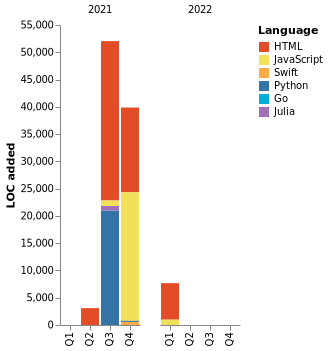 2021 2022
Language
HTML
JavaScript
Swift
Python
Go
Julia
LOC added
55,000
50,000
45,000
40,000
35,000
30,000
25,000
20,000
15,000
10,000
5,000
0
Q1 Q2 Q3 Q4 Q1 Q2 Q3 Q4